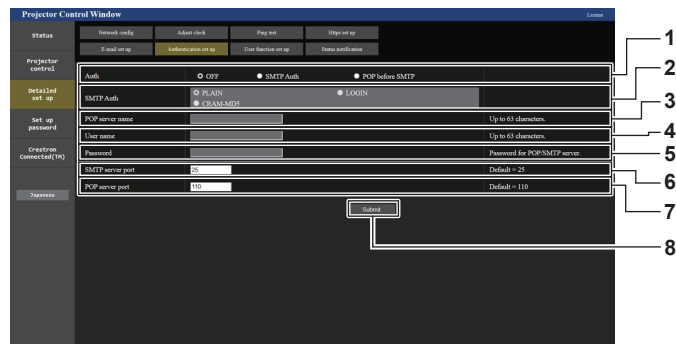 Projector Control Window
License
Status
Network config
Adjust clock
Ping test
Https set up
E-mail set up
Authentication set up
User function set up
Status notification
Projector control
Detailed set up
Set up password
Crestron Connected(TM)
Japanese
Auth OFF SMTP Auth POP before SMTP
SMTP Auth PLAIN LOGIN
CRAM-MD5
POP server name Up to 63 characters.
User name Up to 63 characters.
Password Password for POP/SMTP server.
SMTP server port 25 Default = 25
POP server port 110 Default = 110
Submit
1
2
3
4
5
6
7
8